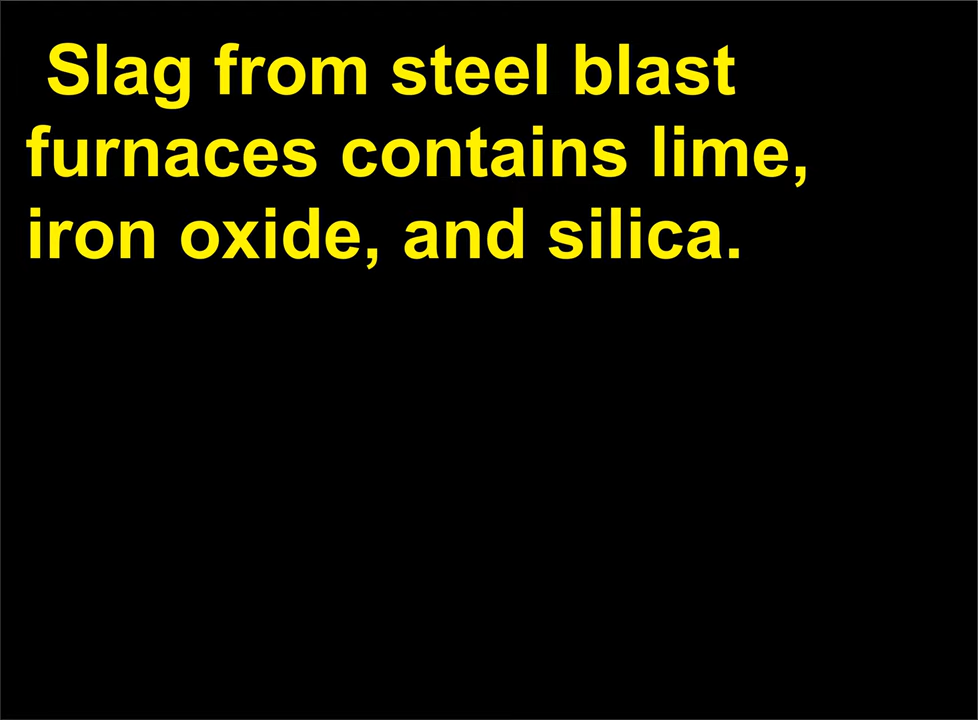 Slag from steel blast
furnaces contains lime,
iron oxide, and silica.